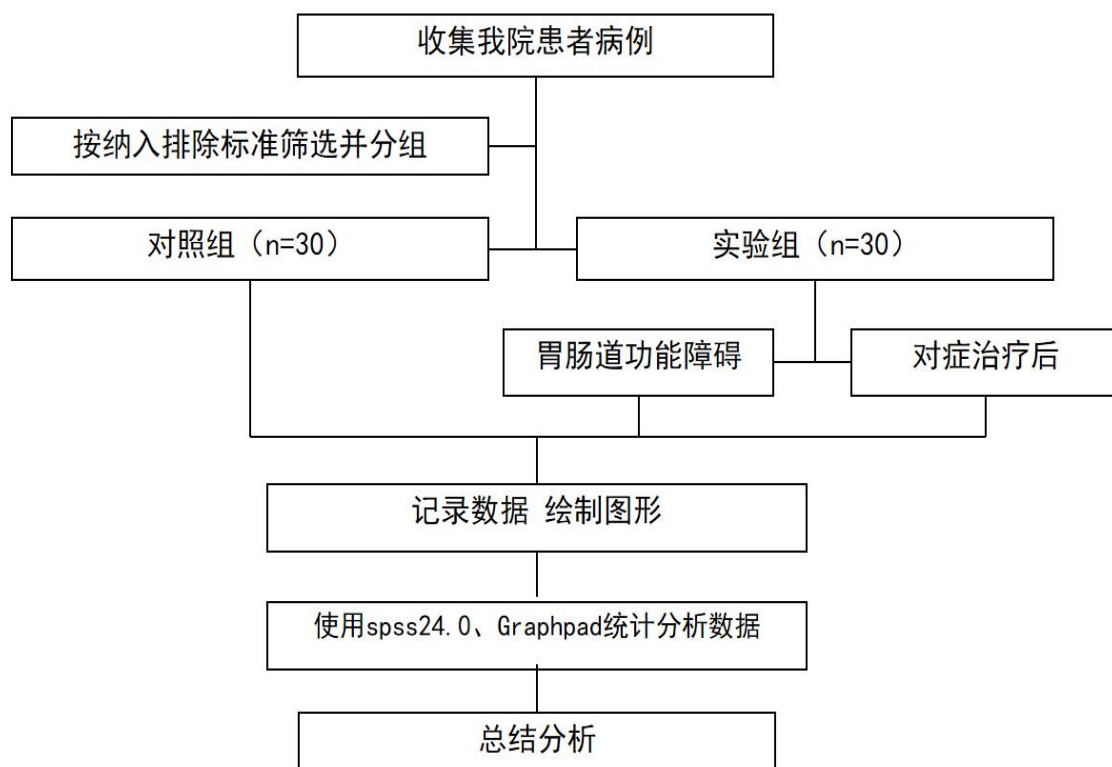 收集我院患者病例
按纳入排除标准筛选并分组
对照组（n=30）
实验组（n=30）
胃肠道功能障碍
对症治疗后
记录数据 绘制图形
使用spss24.0、Graphpad统计分析数据
总结分析